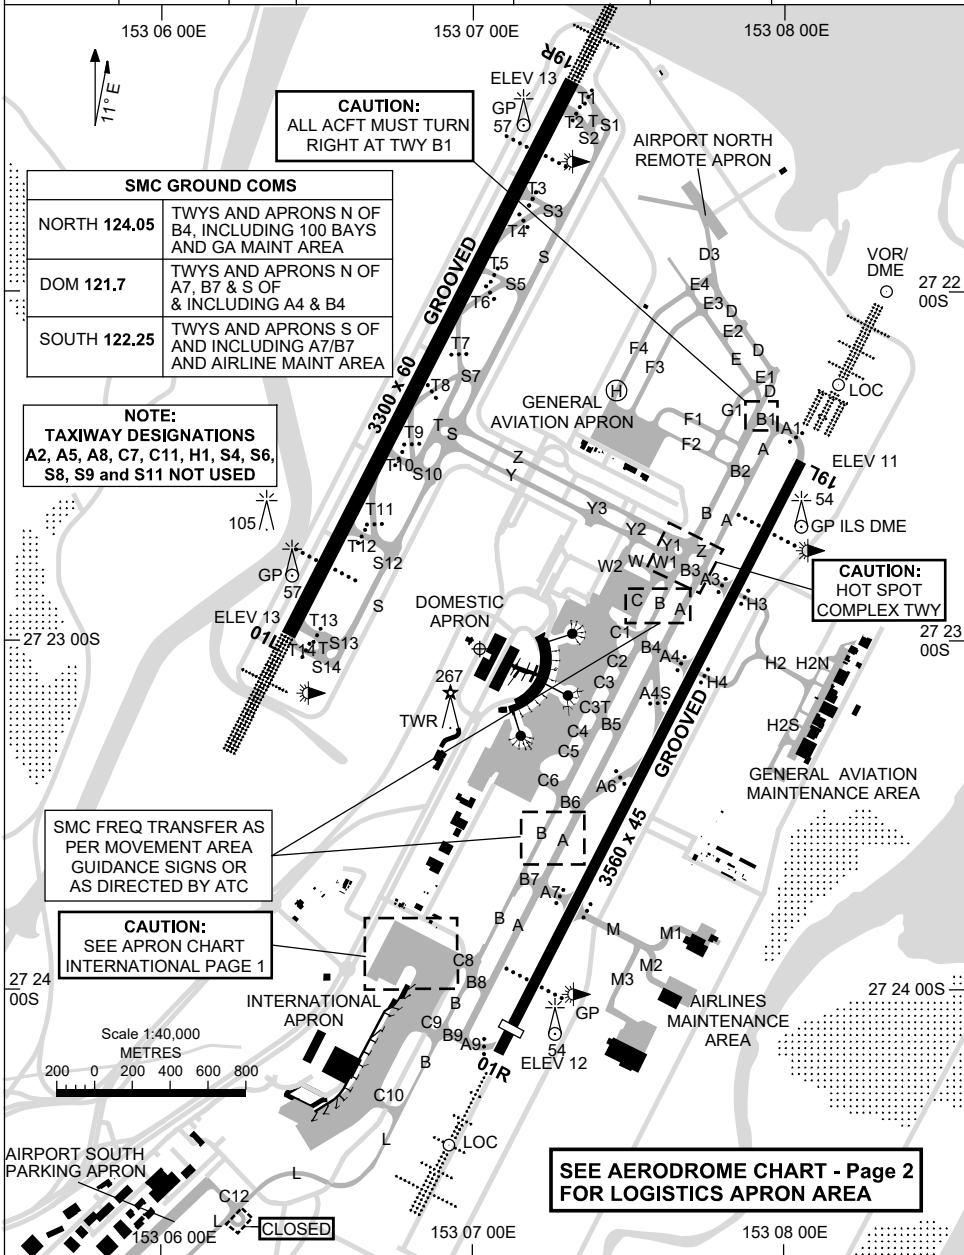 153 06 00E
153 07 00E
153 08 00E
11° E
19R
ELEV 13
GP
57
T1
T2
T
S1
S2
CAUTION:
ALL ACFT MUST TURN
RIGHT AT TWY B1
AIRPORT NORTH
REMOTE APRON
SMC GROUND COMS
NORTH 124.05
TWYS AND APRONS N OF
B4, INCLUDING 100 BAYS
AND GA MAINT AREA
DOM 121.7
TWYS AND APRONS N OF
A7, B7 & S OF
& INCLUDING A4 & B4
SOUTH 122.25
TWYS AND APRONS S OF
AND INCLUDING A7/B7
AND AIRLINE MAINT AREA
T3
S3
T4
S
T5
S5
T6
T7
S7
T8
GROOVED
3300 x 60
D3
E4
E3
D
E2
D
E
E1
D
VOR/
DME
27 22
00S
LOC
F4
F3
H
GENERAL
AVIATION APRON
F1
F2
G1
B1
A1
A
B2
ELEV 11
19L
54
GP ILS DME
NOTE:
TAXIWAY DESIGNATIONS
A2, A5, A8, C7, C11, H1, S4, S6,
S8, S9 and S11 NOT USED
T9
T
S
T10
S10
Z
Y
Y3
Y2
Y1
Z
B
A
105
T11
T12
S12
GP
57
S
ELEV 13
01L
T13
T14
T
S13
S14
27 23 00S
W2
W
W1
B3
A3
H3
CAUTION:
HOT SPOT
COMPLEX TWY
27 23
00S
DOMESTIC
APRON
C
B
A
C1
B4
A4
C2
H4
H2
H2N
C3
A4S
C3T
B5
H2S
C4
C5
267
TWR
GROOVED
3560 x 45
GENERAL AVIATION
MAINTENANCE AREA
C6
A6
B6
B
A
SMC FREQ TRANSFER AS
PER MOVEMENT AREA
GUIDANCE SIGNS OR
AS DIRECTED BY ATC
B7
A7
B
A
M
M1
M2
M3
CAUTION:
SEE APRON CHART
INTERNATIONAL PAGE 1
C8
B8
B
27 24
00S
27 24 00S
INTERNATIONAL
APRON
C9
B9
A9
GP
54
ELEV 12
01R
AIRLINES
MAINTENANCE
AREA
B
Scale 1:40,000
METRES
200 0 200 400 600 800
C10
L
LOC
L
AIRPORT SOUTH
PARKING APRON
C12
L
CLOSED
SEE AERODROME CHART - Page 2
FOR LOGISTICS APRON AREA
153 06 00E
153 07 00E
153 08 00E